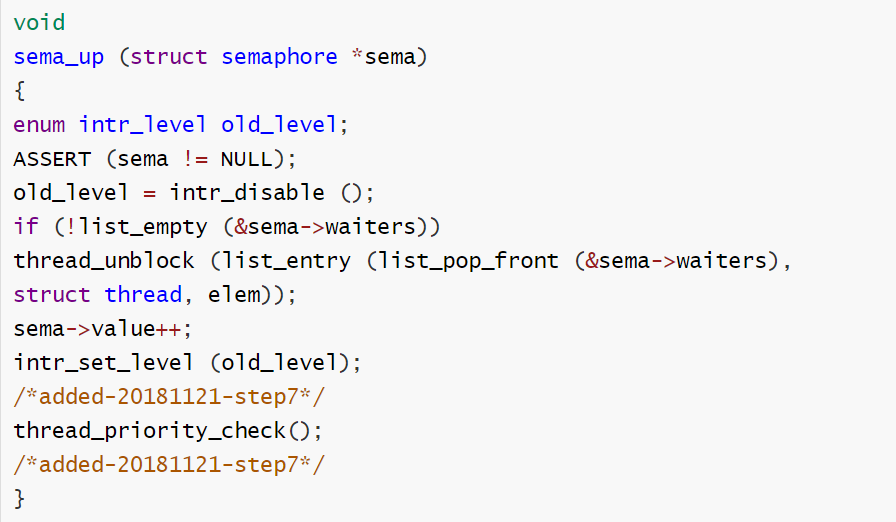 void
sema_up (struct semaphore *sema)
{
enum intr_level old_level;
ASSERT (sema != NULL);
old_level = intr_disable ();
if (!list_empty (&sema->waiters))
thread_unblock (list_entry (list_pop_front (&sema->waiters),
struct thread, elem));
sema->value++;
intr_set_level (old_level);
/*added-20181121-step7*/
thread_priority_check();
/*added-20181121-step7*/
}